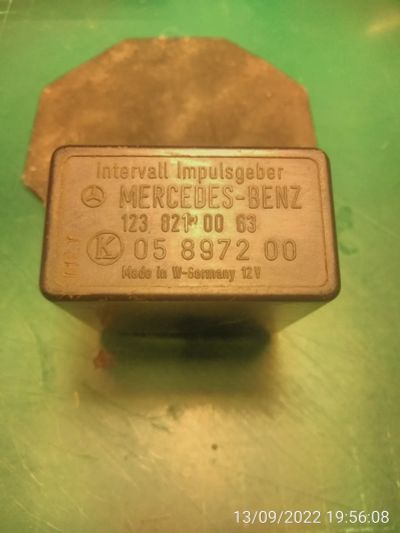 Intervall Impulsgeber
MERCEDES-BENZ
123 821 00 63
K 05 8972 00
Made in W-Germany 12V
13/09/2022 19:56:08